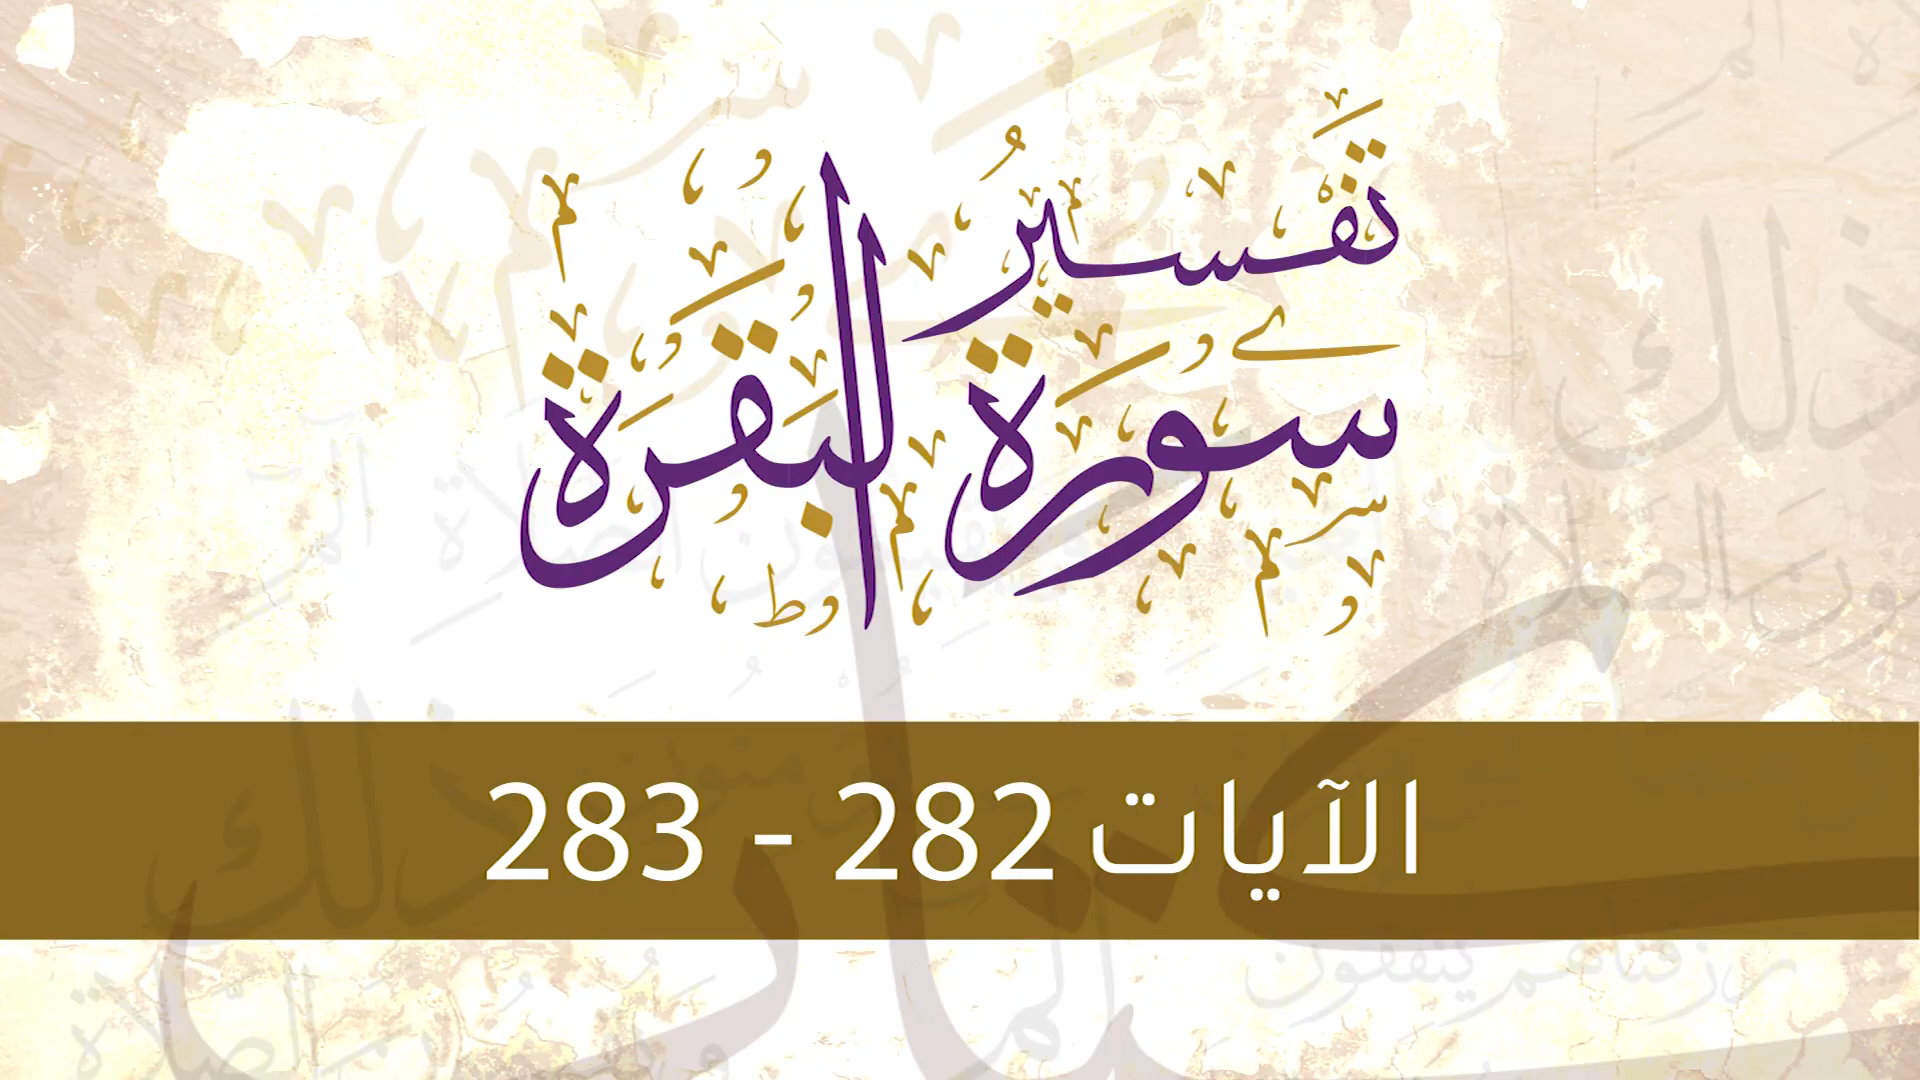 تفسير
سورة البقرة
الآيات 282 - 283